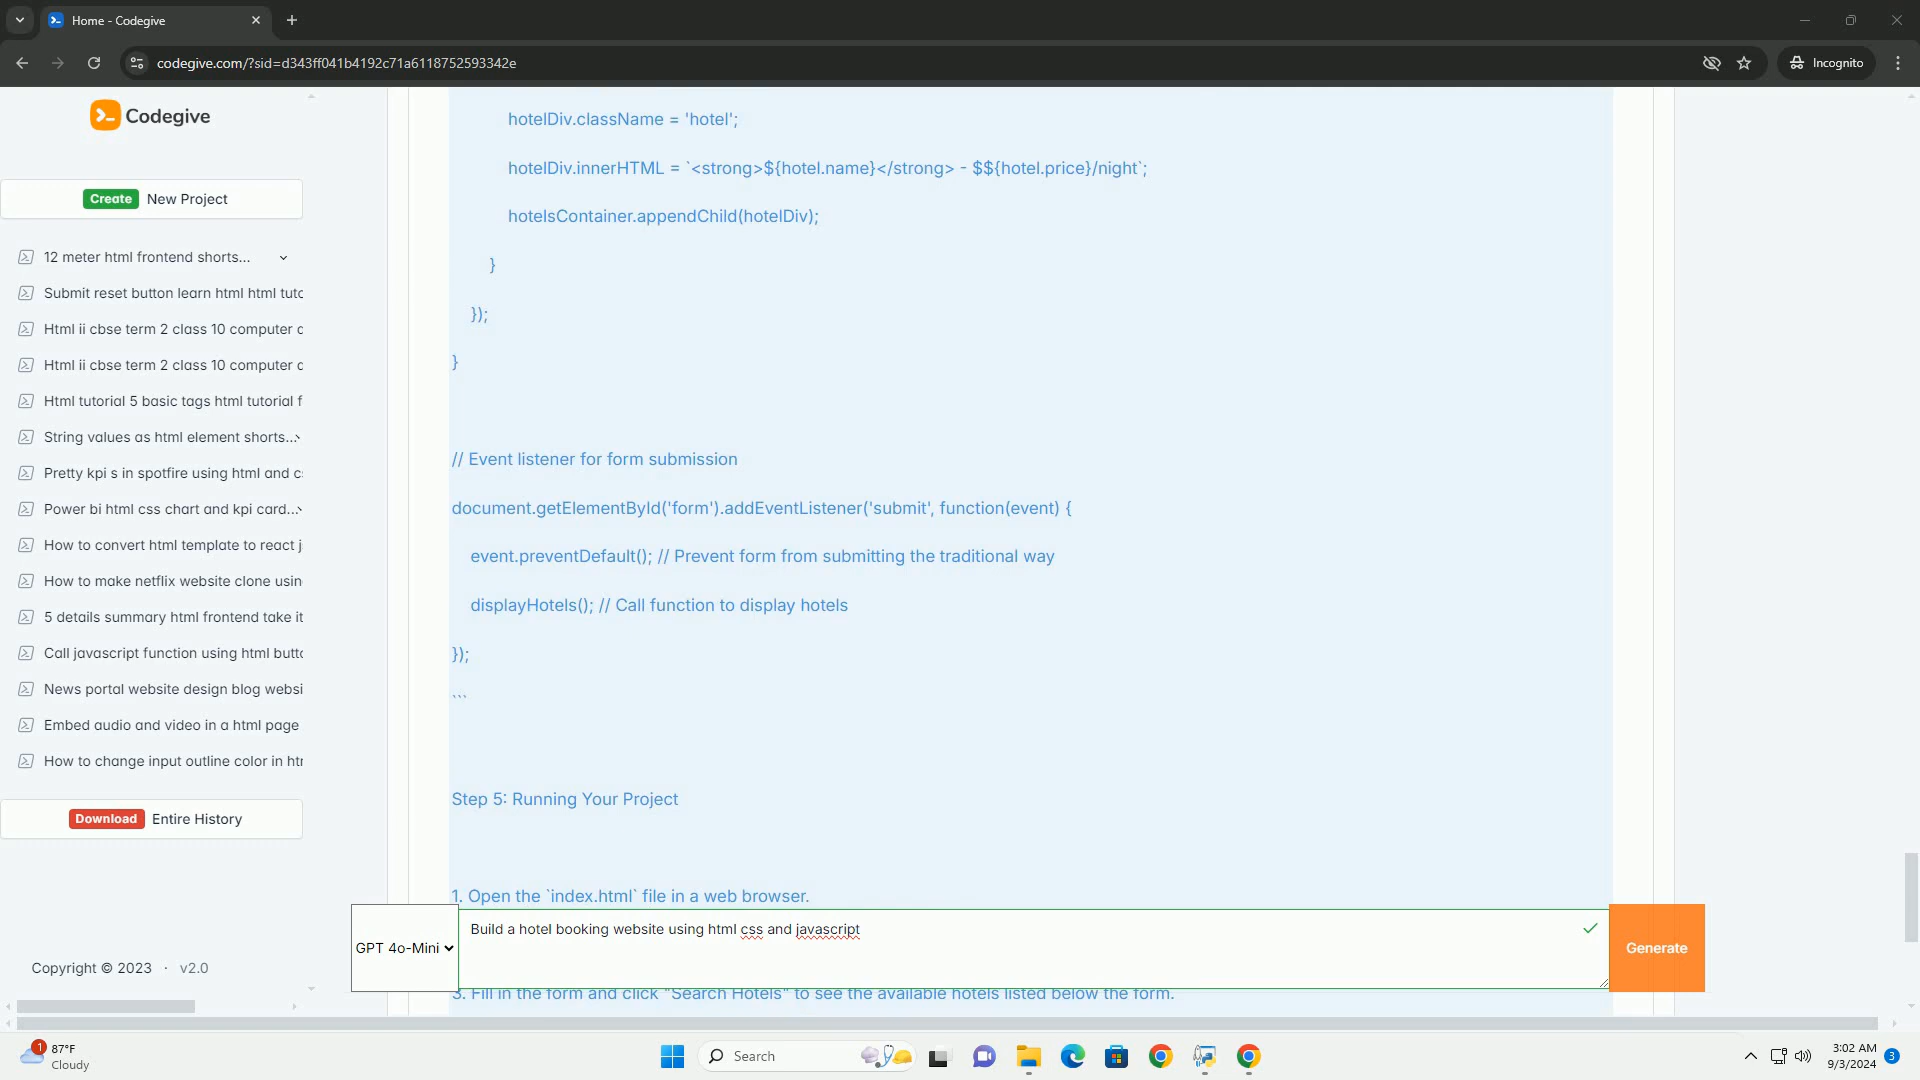 Home - Codegive
codegive.com/?sid=d343ff041b4192c71a6118752593342e
Incognito
Codegive
Create New Project
12 meter html frontend shorts...
Submit reset button learn html html tuto
Html ii cbse term 2 class 10 computer a
Html ii cbse term 2 class 10 computer a
Html tutorial 5 basic tags html tutorial f
String values as html element shorts...
Pretty kpi s in spotfire using html and c
Power bi html css chart and kpi card...
How to convert html template to react j
How to make netflix website clone usin
5 details summary html frontend take it
Call javascript function using html butto
News portal website design blog websi
Embed audio and video in a html page
How to change input outline color in htm
Download Entire History
Copyright © 2023 · v2.0
hotelDiv.className = 'hotel';
hotelDiv.innerHTML = `<strong>${hotel.name}</strong> - $${hotel.price}/night`;
hotelsContainer.appendChild(hotelDiv);
}
});
}
// Event listener for form submission
document.getElementById('form').addEventListener('submit', function(event) {
event.preventDefault(); // Prevent form from submitting the traditional way
displayHotels(); // Call function to display hotels
});
```
Step 5: Running Your Project
1. Open the `index.html` file in a web browser.
GPT 4o-Mini
Build a hotel booking website using html css and javascript
Generate
3. Fill in the form and click "Search Hotels" to see the available hotels listed below the form.
1
87°F
Cloudy
Search
3:02 AM
9/3/2024
3